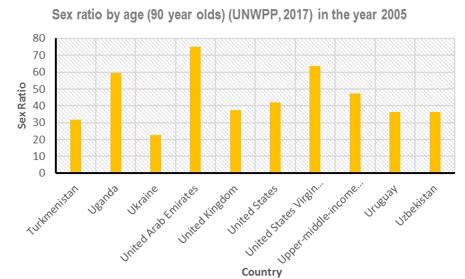 Sex ratio by age (90 year olds) (UNWPP, 2017) in the year 2005
80
70
60
50
40
30
20
10
0
Sex Ratio
Turkmenistan
Uganda
Ukraine
United Arab Emirates
United Kingdom
United States
United States Virgin...
Upper-middle-income...
Uruguay
Uzbekistan
Country